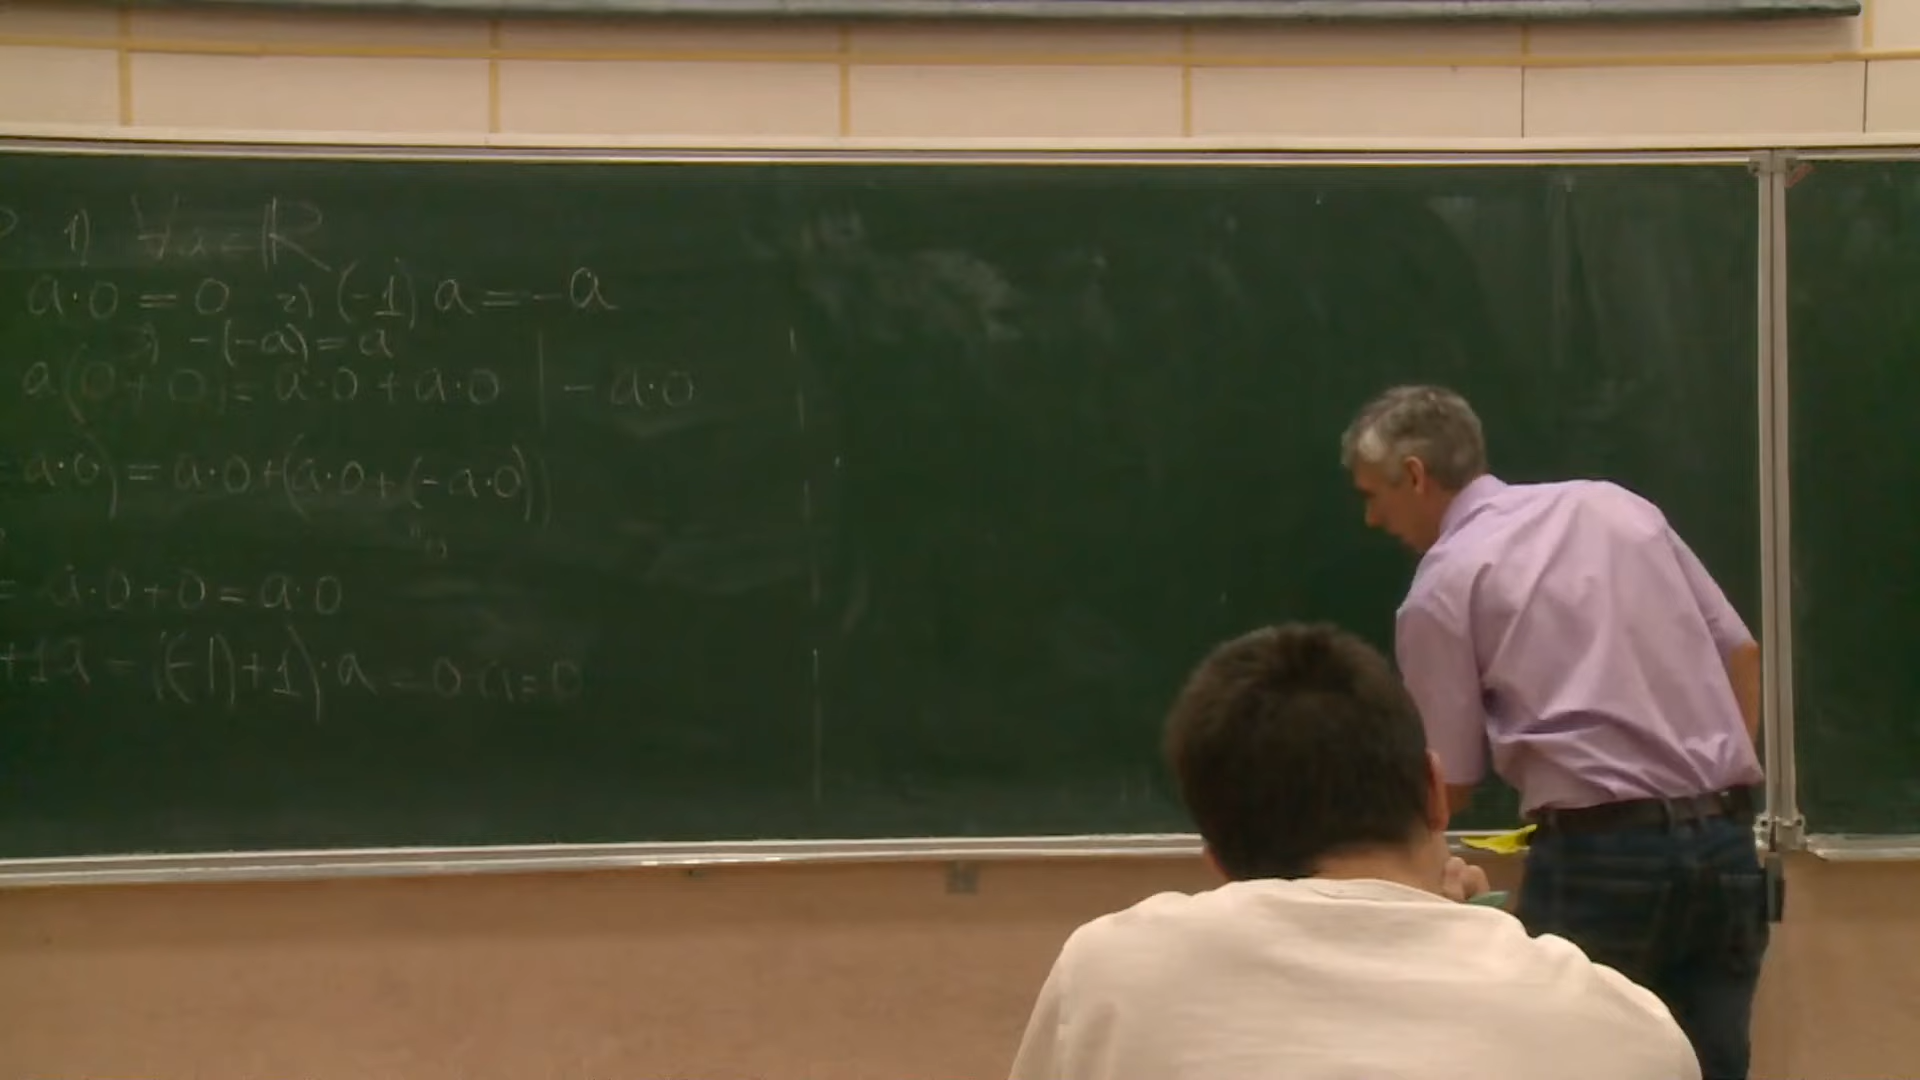 1) ∀a∈ℝ
a·0 = 0 2) (-1) a = -a
3) -(-a) = a
a(0+0) = a·0 + a·0 | - a·0
a·0) = a·0+(a·0+(-a·0))
= a·0+0 = a·0
+1a = ((-1)+1)·a = 0·a = 0